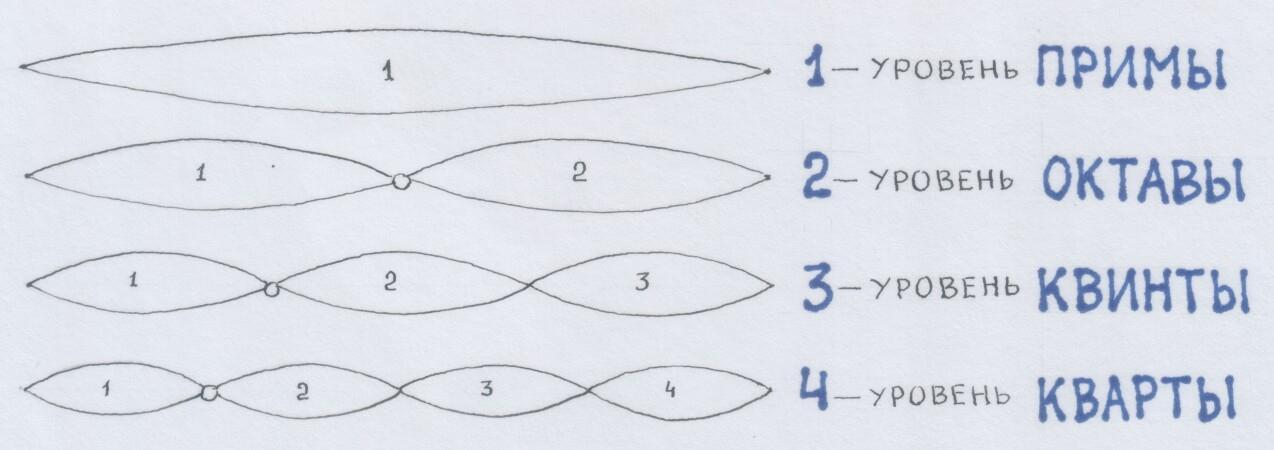 1 1 – УРОВЕНЬ ПРИМЫ
1 2 2 – УРОВЕНЬ ОКТАВЫ
1 2 3 3 – УРОВЕНЬ КВИНТЫ
1 2 3 4 4 – УРОВЕНЬ КВАРТЫ